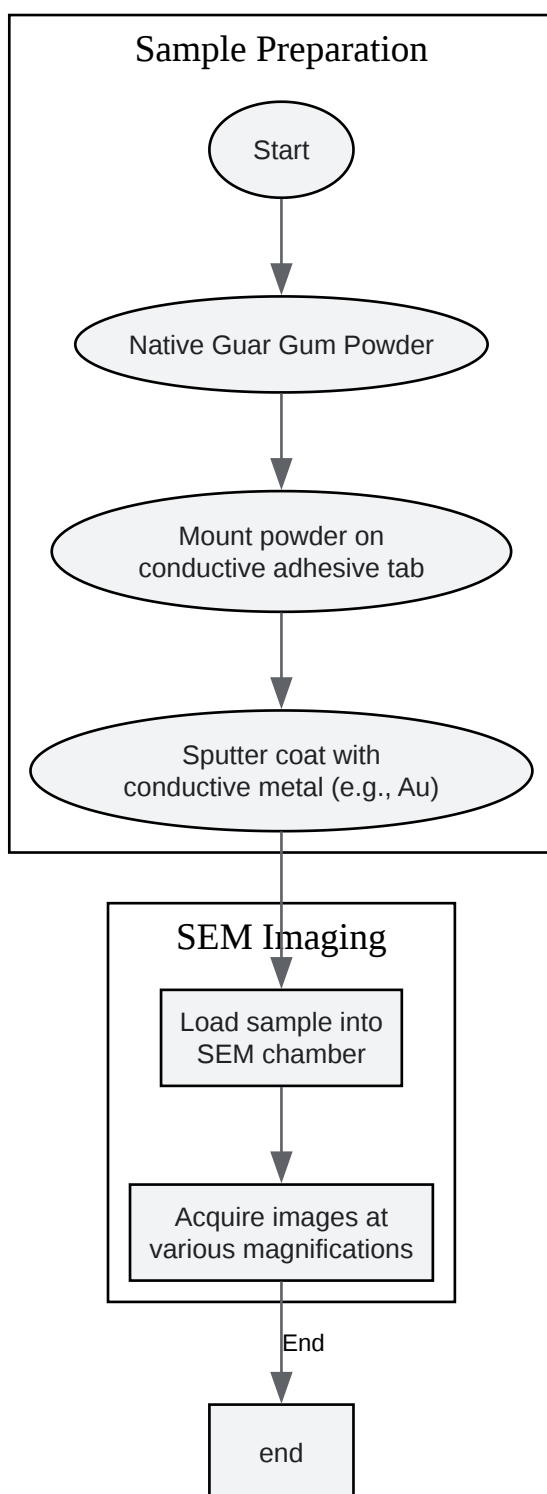 Sample Preparation
Start
Native Guar Gum Powder
Mount powder on
conductive adhesive tab
Sputter coat with
conductive metal (e.g., Au)
SEM Imaging
Load sample into
SEM chamber
Acquire images at
various magnifications
End
end